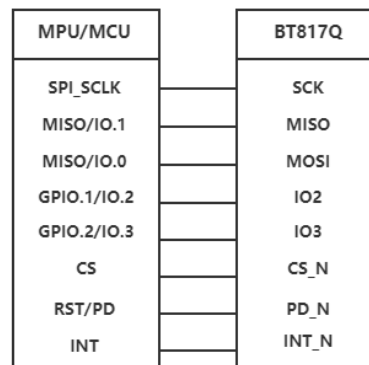 MPU/MCU BT817Q
SPI_SCLK SCK
MISO/IO.1 MISO
MISO/IO.0 MOSI
GPIO.1/IO.2 IO2
GPIO.2/IO.3 IO3
CS CS_N
RST/PD PD_N
INT INT_N